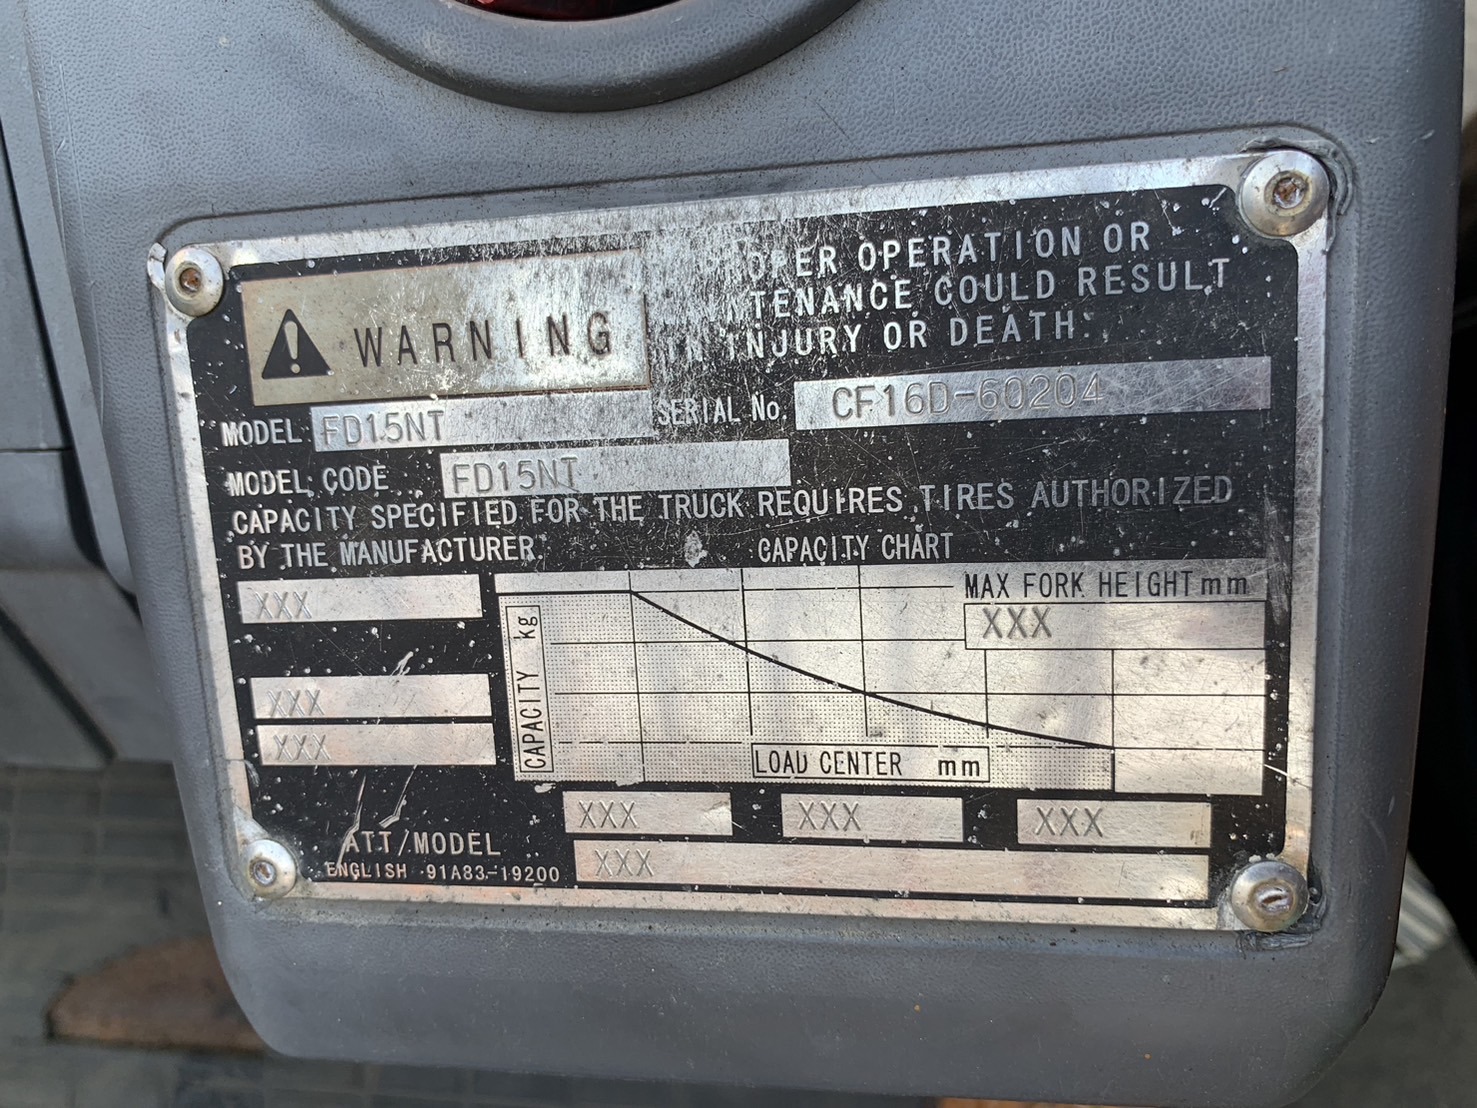 WARNING
OPER OPERATION OR
TENANCE COULD RESULT
IN INJURY OR DEATH.
MODEL FD15NT
SERIAL No. CF16D-60204
MODEL CODE FD15NT
CAPACITY SPECIFIED FOR THE TRUCK REQUIRES TIRES AUTHORIZED
BY THE MANUFACTURER.
CAPACITY CHART
XXX
XXX
XXX
CAPACITY kg
MAX FORK HEIGHT mm
XXX
LOAD CENTER mm
XXX XXX XXX
ATT/MODEL XXX
ENGLISH 91A83-19200